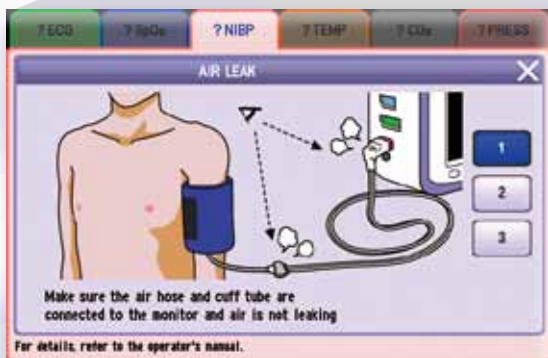 ? ECG ? SpO₂ ? NIBP ? TEMP ? CO₂ ? PRESS
AIR LEAK
1
2
3
Make sure the air hose and cuff tube are
connected to the monitor and air is not leaking
For details, refer to the operator's manual.